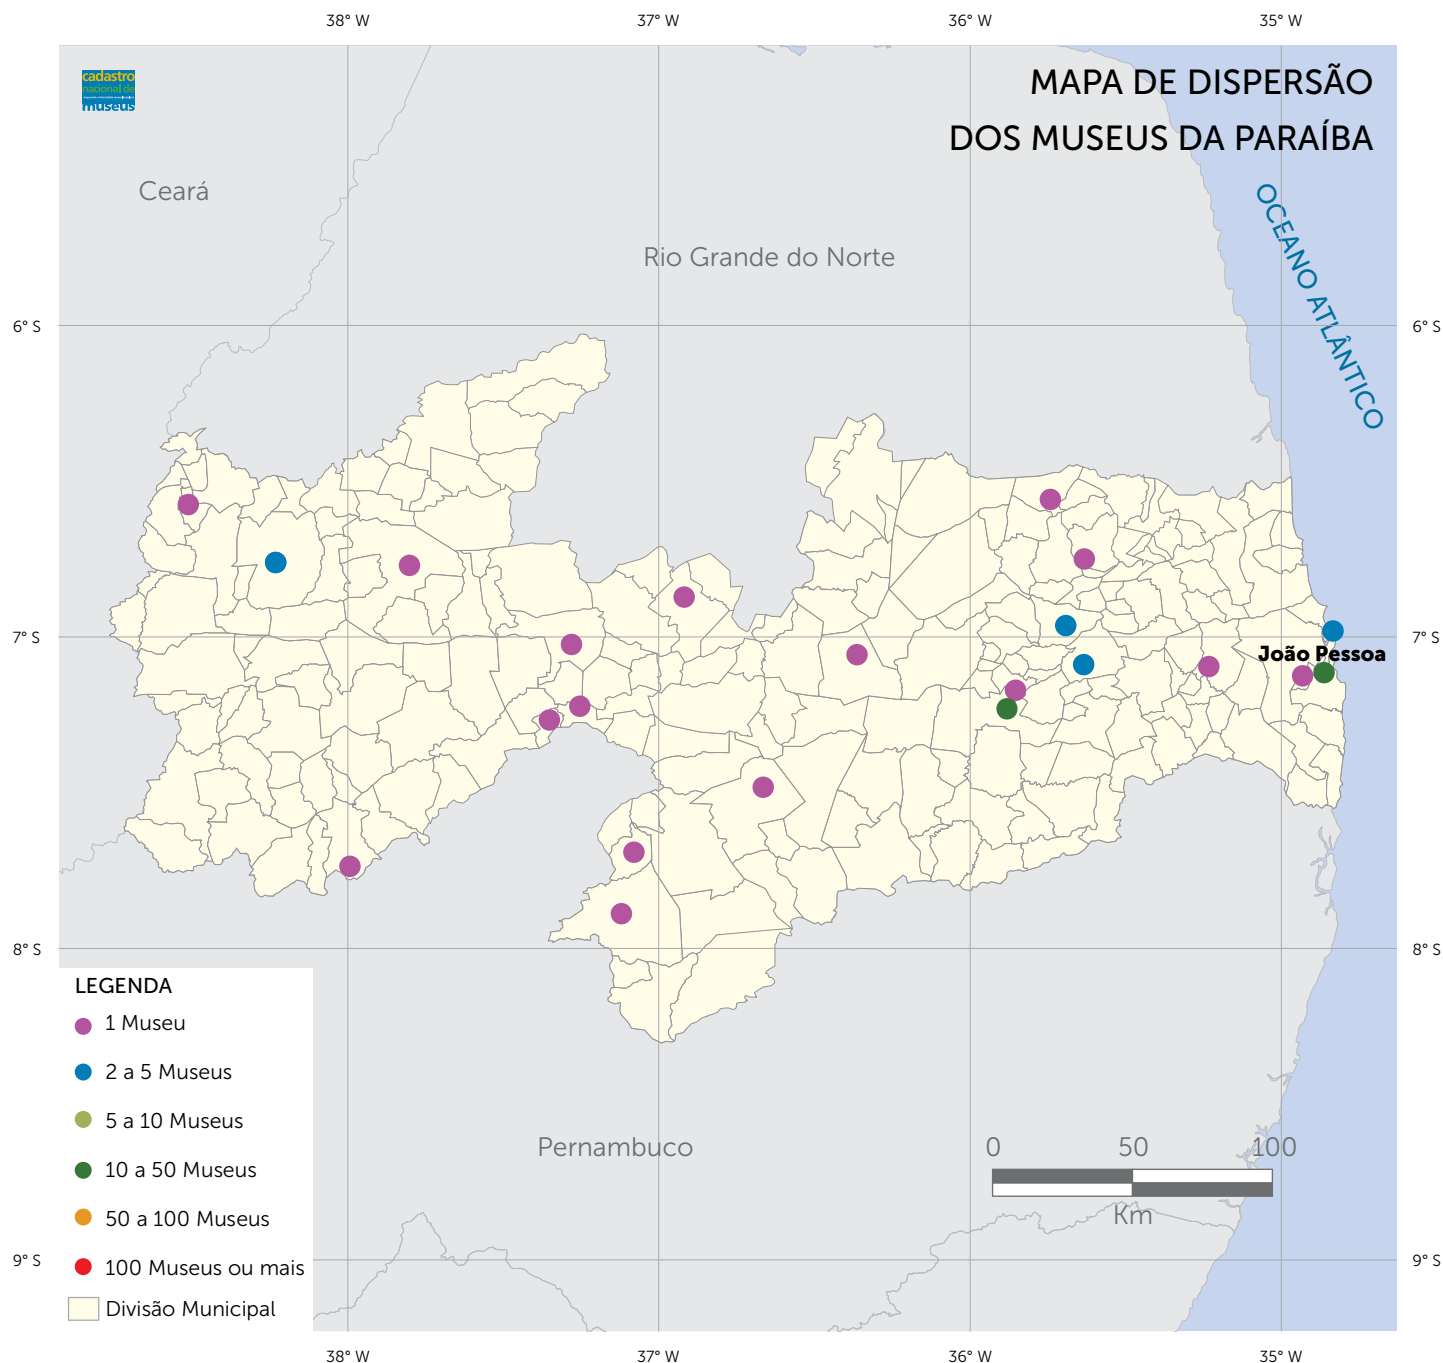 38° W 37° W 36° W 35° W
cadastro
nacional de
museus
MAPA DE DISPERSÃO
DOS MUSEUS DA PARAÍBA
Ceará
OCEANO ATLÂNTICO
Rio Grande do Norte
6° S 6° S
7° S 7° S
João Pessoa
8° S 8° S
LEGENDA
1 Museu
2 a 5 Museus
5 a 10 Museus
10 a 50 Museus
50 a 100 Museus
100 Museus ou mais
Divisão Municipal
Pernambuco
0 50 100
Km
9° S 9° S
38° W 37° W 36° W 35° W